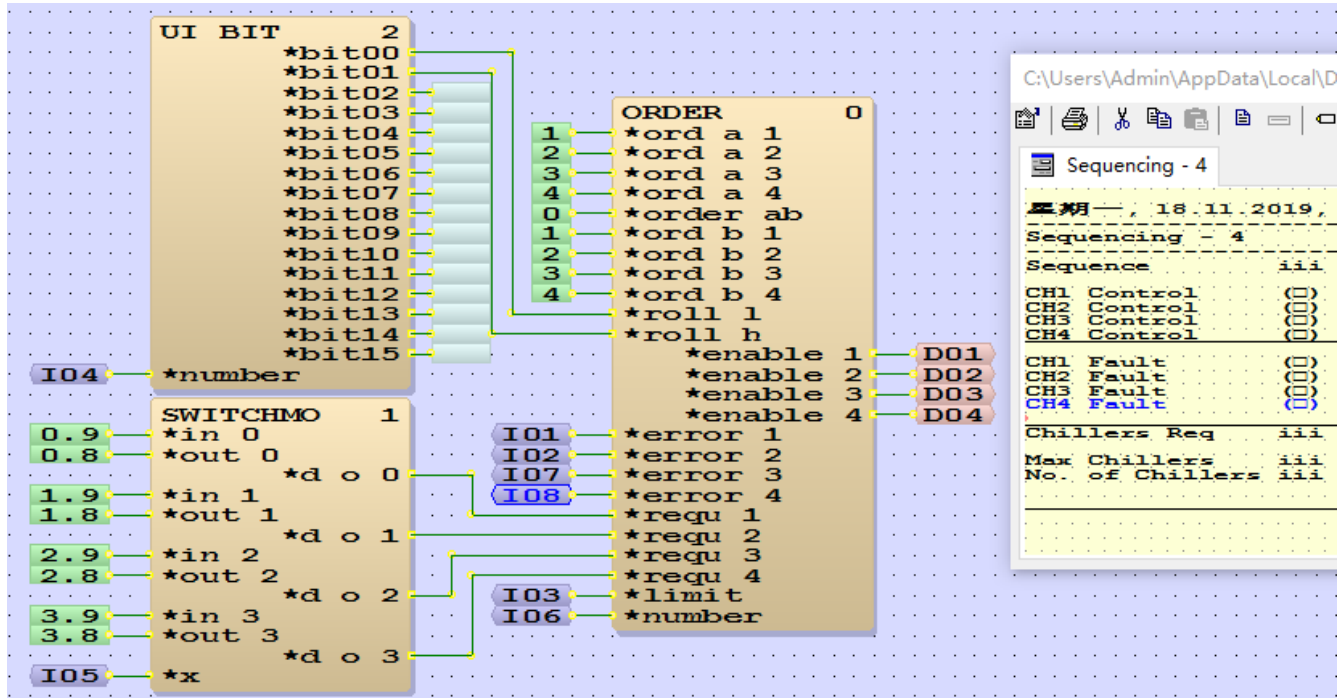 UI BIT 2
*bit00
*bit01
*bit02
*bit03
*bit04
*bit05
*bit06
*bit07
*bit08
*bit09
*bit10
*bit11
*bit12
*bit13
*bit14
*bit15
I04 *number
SWITCHMO 1
0.9 *in 0
0.8 *out 0
*d o 0
1.9 *in 1
1.8 *out 1
*d o 1
2.9 *in 2
2.8 *out 2
*d o 2
3.9 *in 3
3.8 *out 3
*d o 3
I05 *x
ORDER 0
1 *ord a 1
2 *ord a 2
3 *ord a 3
4 *ord a 4
0 *order ab
1 *ord b 1
2 *ord b 2
3 *ord b 3
4 *ord b 4
*roll l
*roll h
*enable 1 D01
*enable 2 D02
*enable 3 D03
*enable 4 D04
I01 *error 1
I02 *error 2
I07 *error 3
I08 *error 4
*requ 1
*requ 2
*requ 3
*requ 4
I03 *limit
I06 *number
C:\Users\Admin\AppData\Local\D
Sequencing - 4
星期一, 18.11.2019,
Sequencing - 4
Sequence iii
CH1 Control (□)
CH2 Control (□)
CH3 Control (□)
CH4 Control (□)
CH1 Fault (□)
CH2 Fault (□)
CH3 Fault (□)
CH4 Fault (□)
Chillers Req iii
Max Chillers iii
No. of Chillers iii